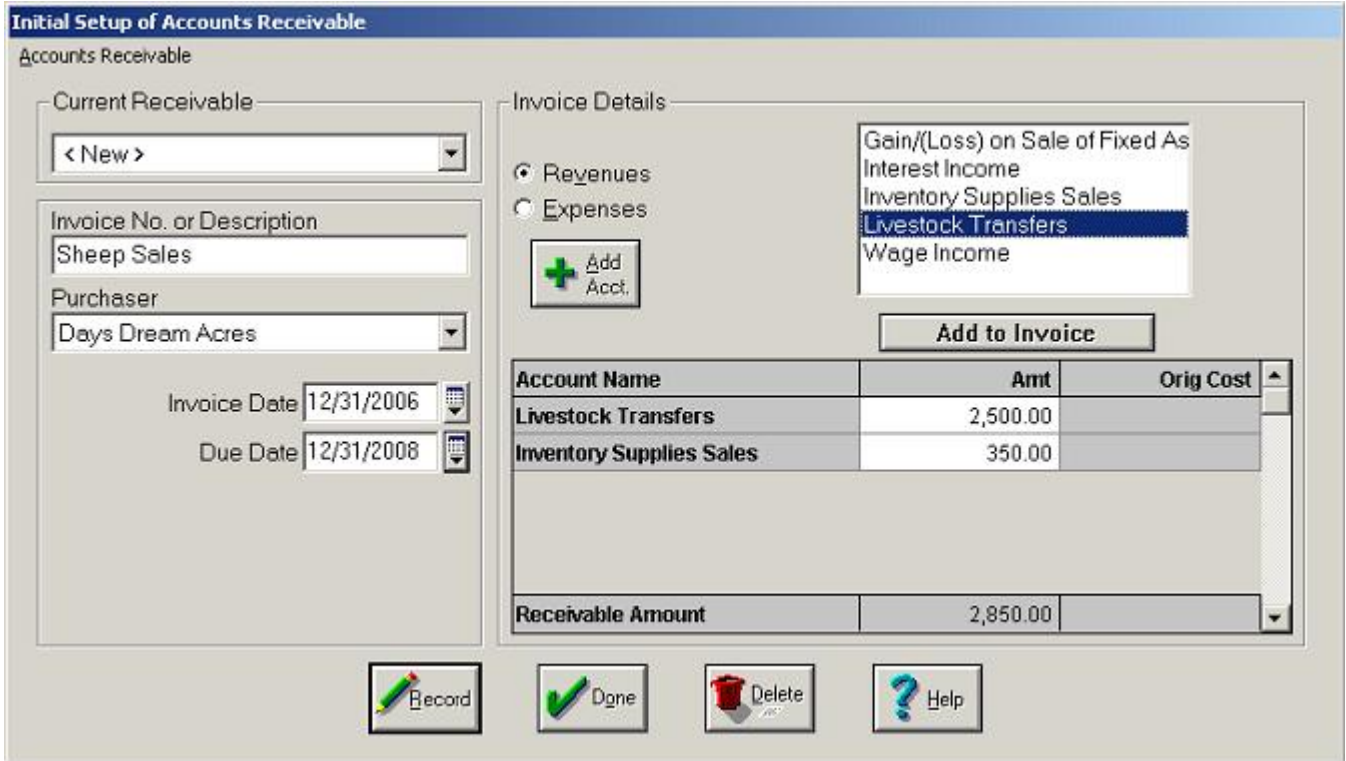 Initial Setup of Accounts Receivable
Accounts Receivable
Current Receivable
< New >
Invoice No. or Description
Sheep Sales
Purchaser
Days Dream Acres
Invoice Date 12/31/2006
Due Date 12/31/2008
Invoice Details
Revenues
Expenses
Add
Acct.
Gain/(Loss) on Sale of Fixed As
Interest Income
Inventory Supplies Sales
Livestock Transfers
Wage Income
Add to Invoice
Account Name Amt Orig Cost
Livestock Transfers 2,500.00
Inventory Supplies Sales 350.00
Receivable Amount 2,850.00
Record Done Delete Help